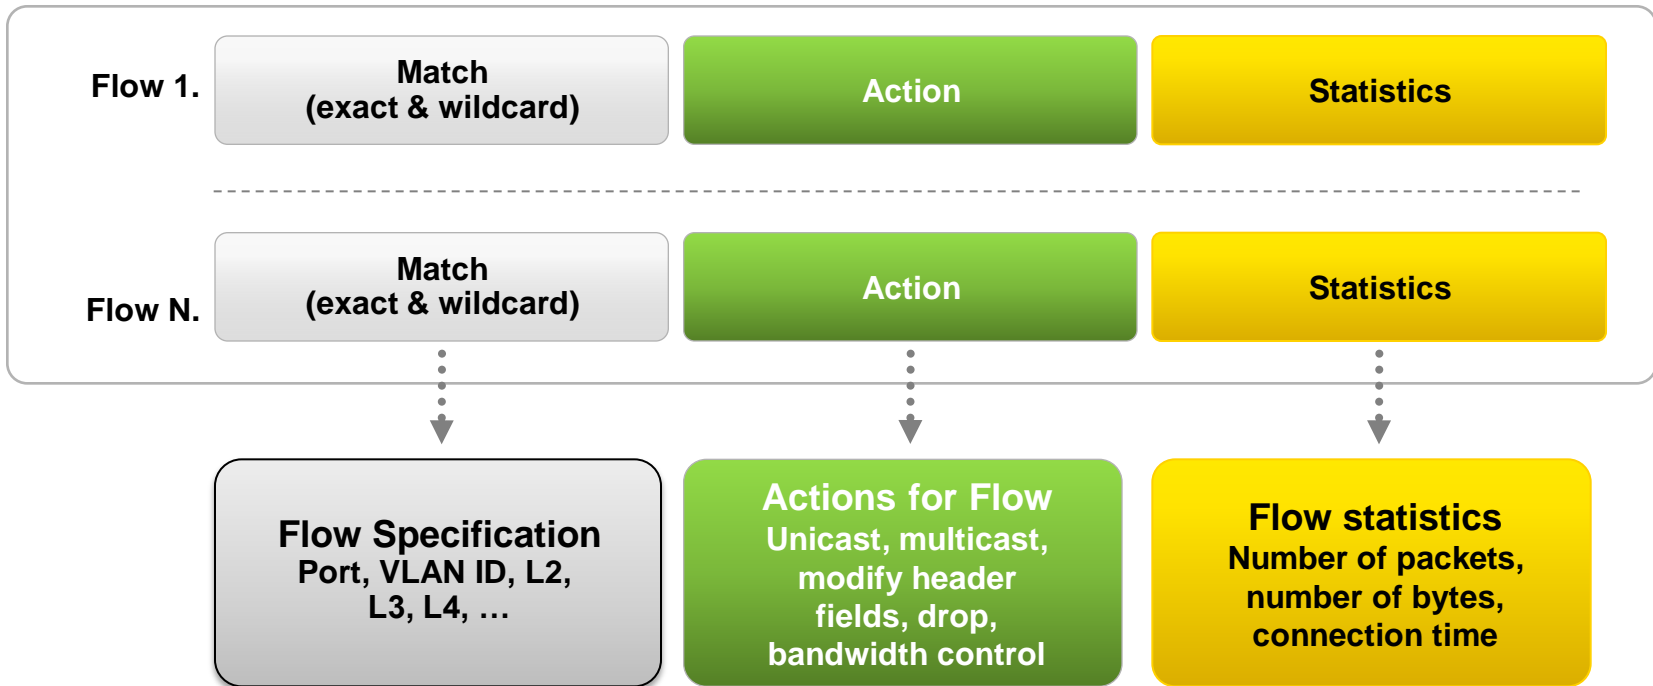 Flow 1.
Match
(exact & wildcard)
Action
Statistics
Flow N.
Match
(exact & wildcard)
Action
Statistics
Flow Specification
Port, VLAN ID, L2,
L3, L4, …
Actions for Flow
Unicast, multicast,
modify header
fields, drop,
bandwidth control
Flow statistics
Number of packets,
number of bytes,
connection time